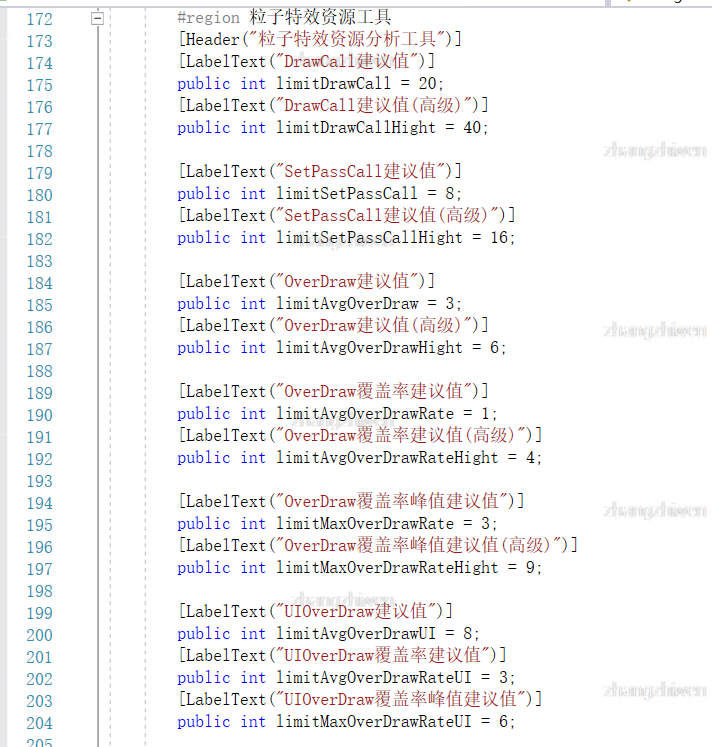 172 #region 粒子特效资源工具
173 [Header("粒子特效资源分析工具")]
174 [LabelText("DrawCall建议值")]
175 public int limitDrawCall = 20;
176 [LabelText("DrawCall建议值(高级)")]
177 public int limitDrawCallHight = 40;
178
179 [LabelText("SetPassCall建议值")]
180 public int limitSetPassCall = 8;
181 [LabelText("SetPassCall建议值(高级)")]
182 public int limitSetPassCallHight = 16;
183
184 [LabelText("OverDraw建议值")]
185 public int limitAvgOverDraw = 3;
186 [LabelText("OverDraw建议值(高级)")]
187 public int limitAvgOverDrawHight = 6;
188
189 [LabelText("OverDraw覆盖率建议值")]
190 public int limitAvgOverDrawRate = 1;
191 [LabelText("OverDraw覆盖率建议值(高级)")]
192 public int limitAvgOverDrawRateHight = 4;
193
194 [LabelText("OverDraw覆盖率峰值建议值")]
195 public int limitMaxOverDrawRate = 3;
196 [LabelText("OverDraw覆盖率峰值建议值(高级)")]
197 public int limitMaxOverDrawRateHight = 9;
198
199 [LabelText("UIOverDraw建议值")]
200 public int limitAvgOverDrawUI = 8;
201 [LabelText("UIOverDraw覆盖率建议值")]
202 public int limitAvgOverDrawRateUI = 3;
203 [LabelText("UIOverDraw覆盖率峰值建议值")]
204 public int limitMaxOverDrawRateUI = 6;
205